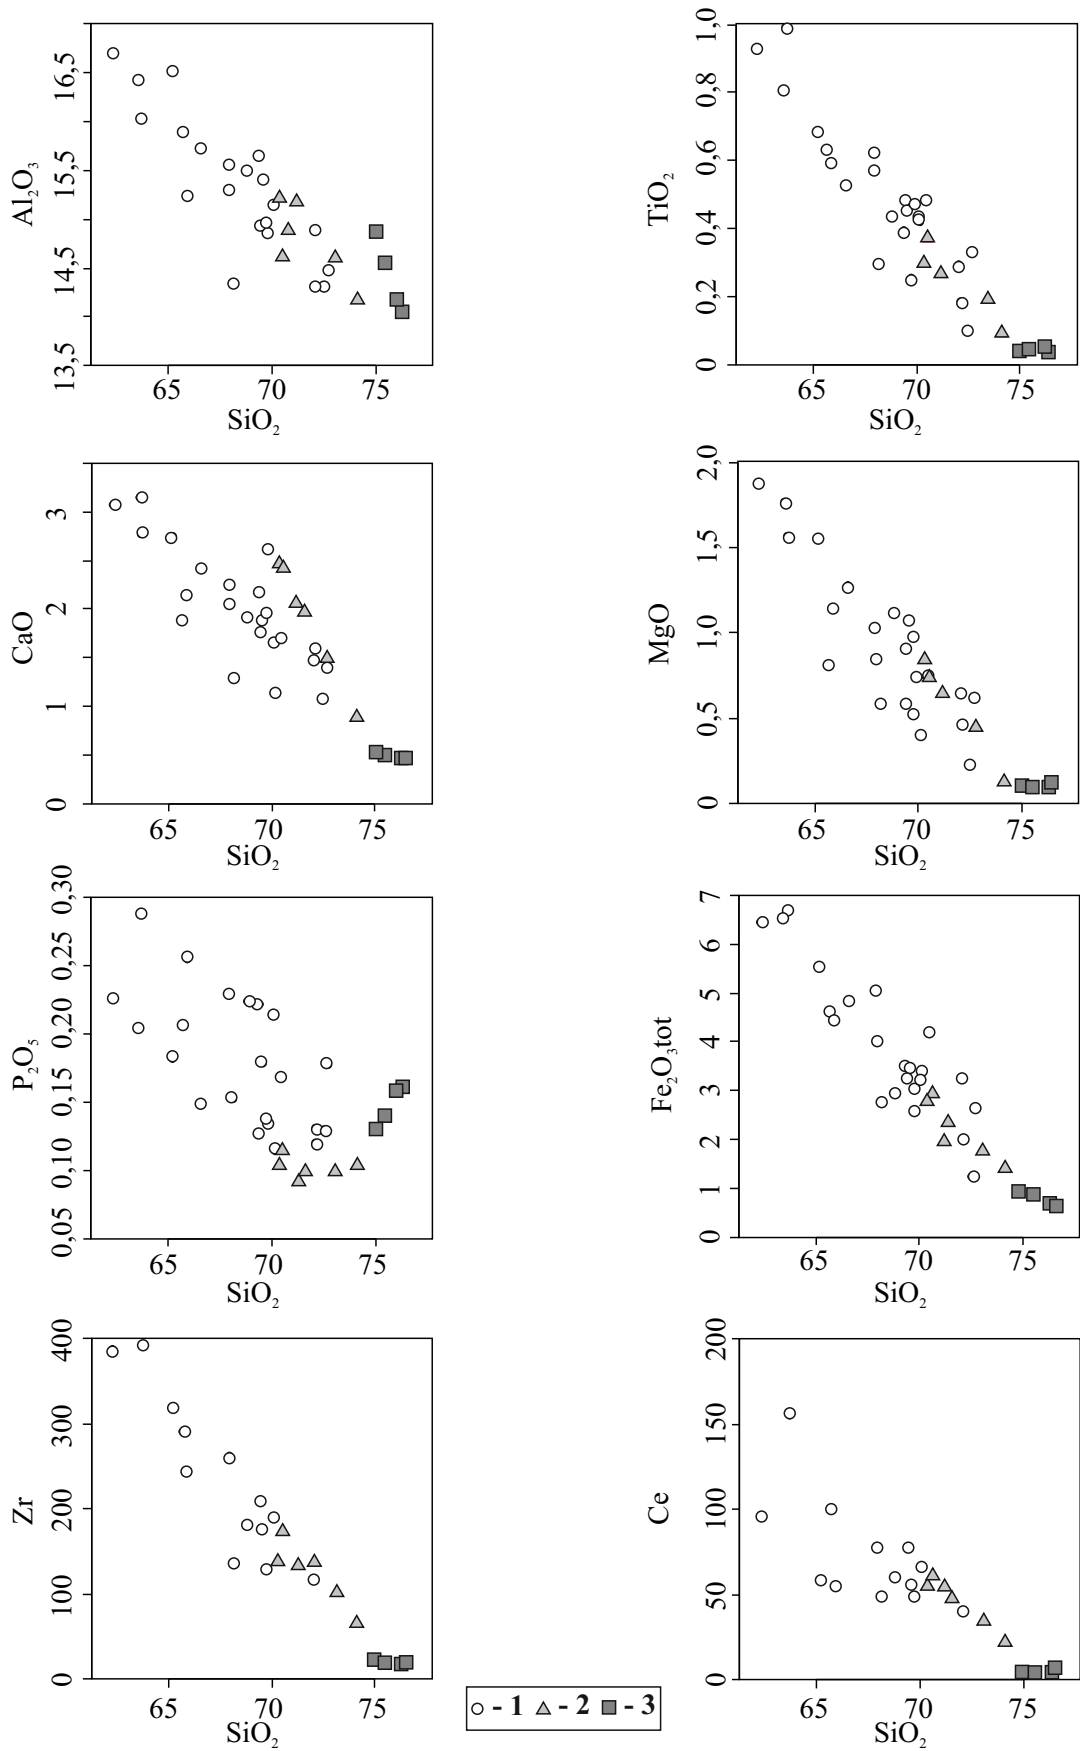 Al₂O₃
16,5
15,5
14,5
13,5
65 70 75
SiO₂
TiO₂
1,0
0,8
0,6
0,4
0,2
0
65 70 75
SiO₂
CaO
3
2
1
0
65 70 75
SiO₂
MgO
2,0
1,5
1,0
0,5
0
65 70 75
SiO₂
P₂O₅
0,30
0,25
0,20
0,15
0,10
0,05
65 70 75
SiO₂
Fe₂O₃tot
7
6
5
4
3
2
1
0
65 70 75
SiO₂
Zr
400
300
200
100
0
65 70 75
SiO₂
Ce
200
150
100
50
0
65 70 75
SiO₂
- 1 - 2 - 3